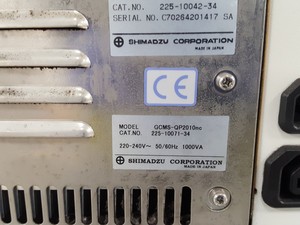 CAT.NO. 225-10042-34
SERIAL NO. C70264201417 SA
SHIMADZU CORPORATION
MADE IN JAPAN
CE
MODEL GCMS-QP2010nc
CAT.NO. 225-10071-34
220-240V~ 50/60Hz 1000VA
SHIMADZU CORPORATION
MADE IN JAPAN